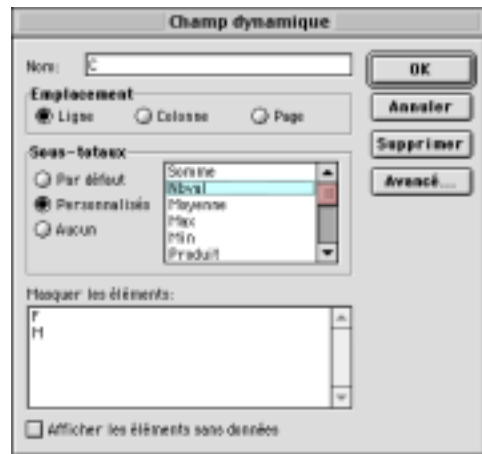 Champ dynamique
Nom: C
OK
Emplacement
Ligne Colonne Page
Annuler
Supprimer
Sous-totaux
Par défaut
Personnalisés
Aucun
Somme
Nbval
Moyenne
Max
Min
Produit
Avancé...
Masquer les éléments:
F
M
Afficher les éléments sans données